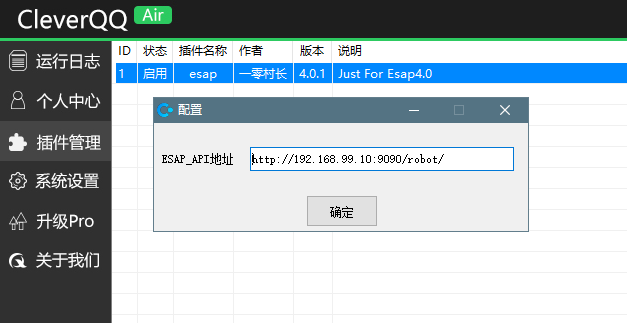 CleverQQ Air
运行日志
个人中心
插件管理
系统设置
升级Pro
关于我们
ID 状态 插件名称 作者 版本 说明
1 启用 esap 一零村长 4.0.1 Just For Esap4.0
配置
ESAP_API地址 http://192.168.99.10:9090/robot/
确定